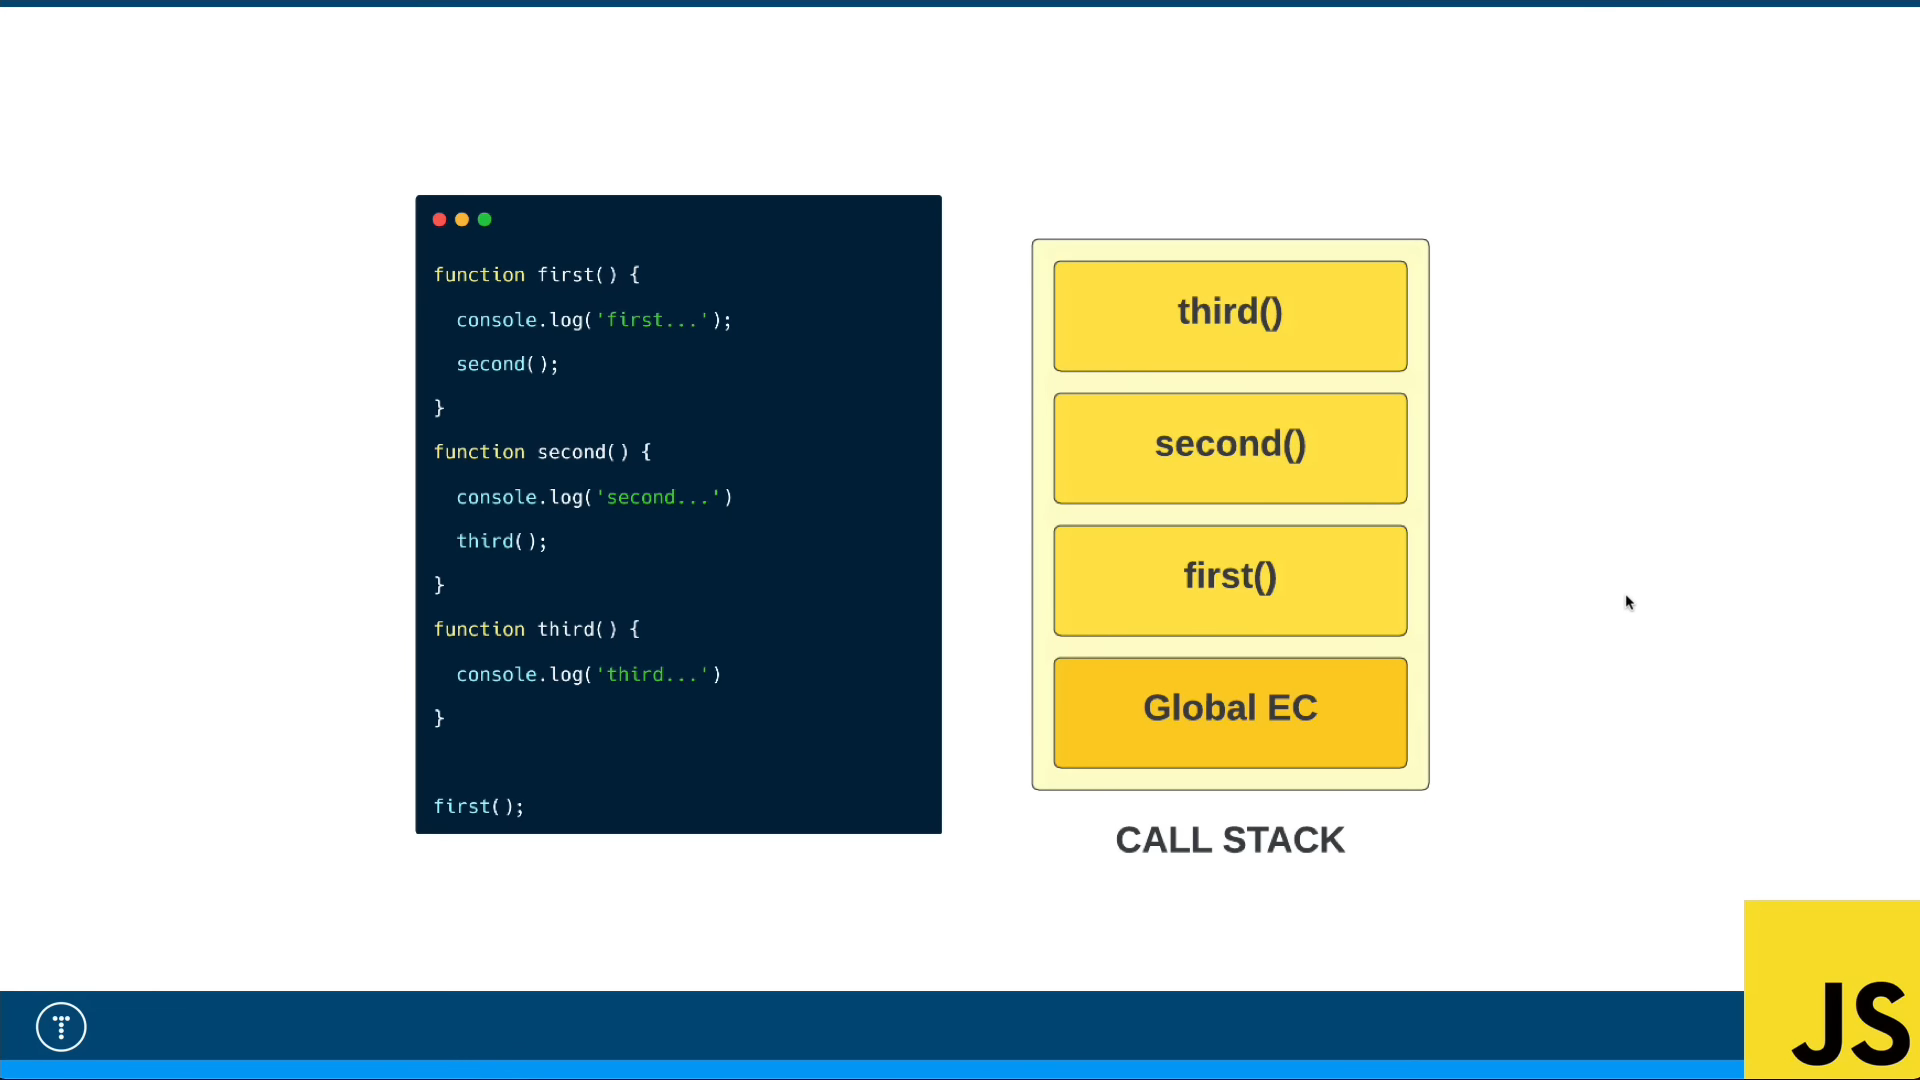 function first() {
  console.log('first...');
  second();
}
function second() {
  console.log('second...')
  third();
}
function third() {
  console.log('third...')
}
first();
third()
second()
first()
Global EC
CALL STACK
T
JS